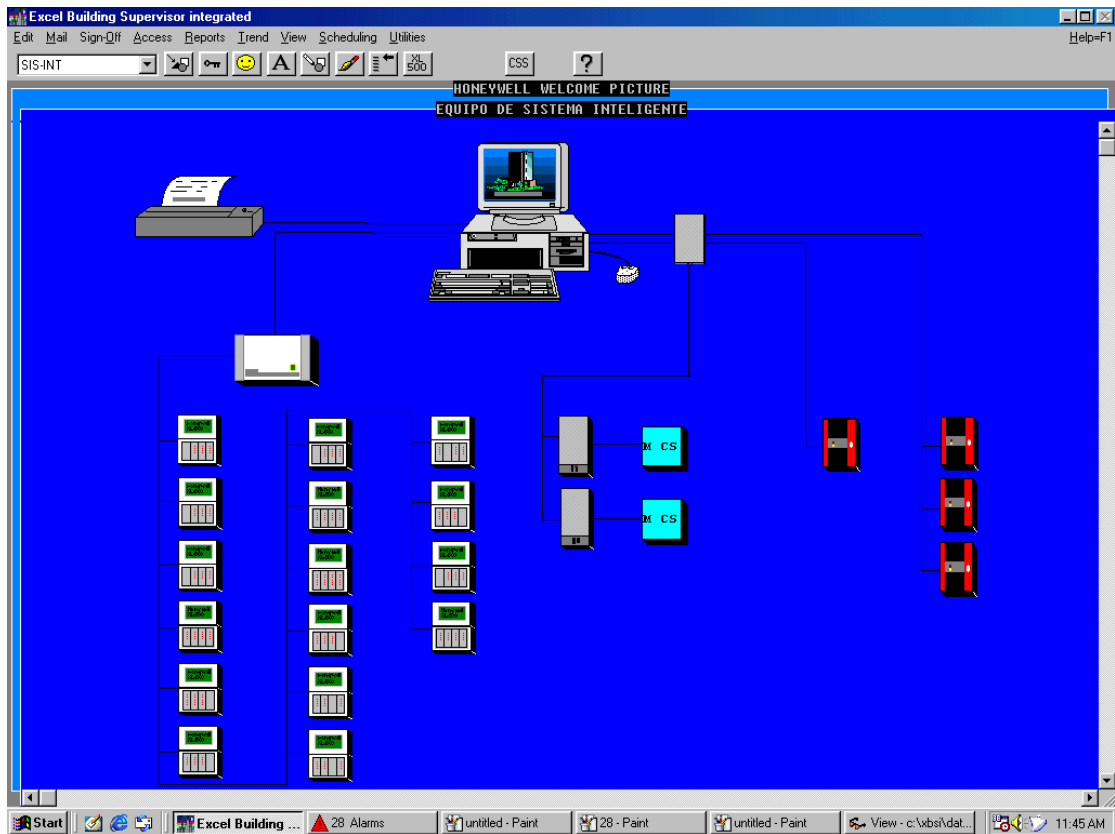 Excel Building Supervisor integrated
Edit Mail Sign-Off Access Reports Trend View Scheduling Utilities Help=F1
SIS-INT A XL 500 CSS ?
HONEYWELL WELCOME PICTURE
EQUIPO DE SISTEMA INTELIGENTE
M CS
M CS
Start Excel Building ... 28 Alarms untitled - Paint 28 - Paint untitled - Paint View - c:\xbsi\dat... 11:45 AM